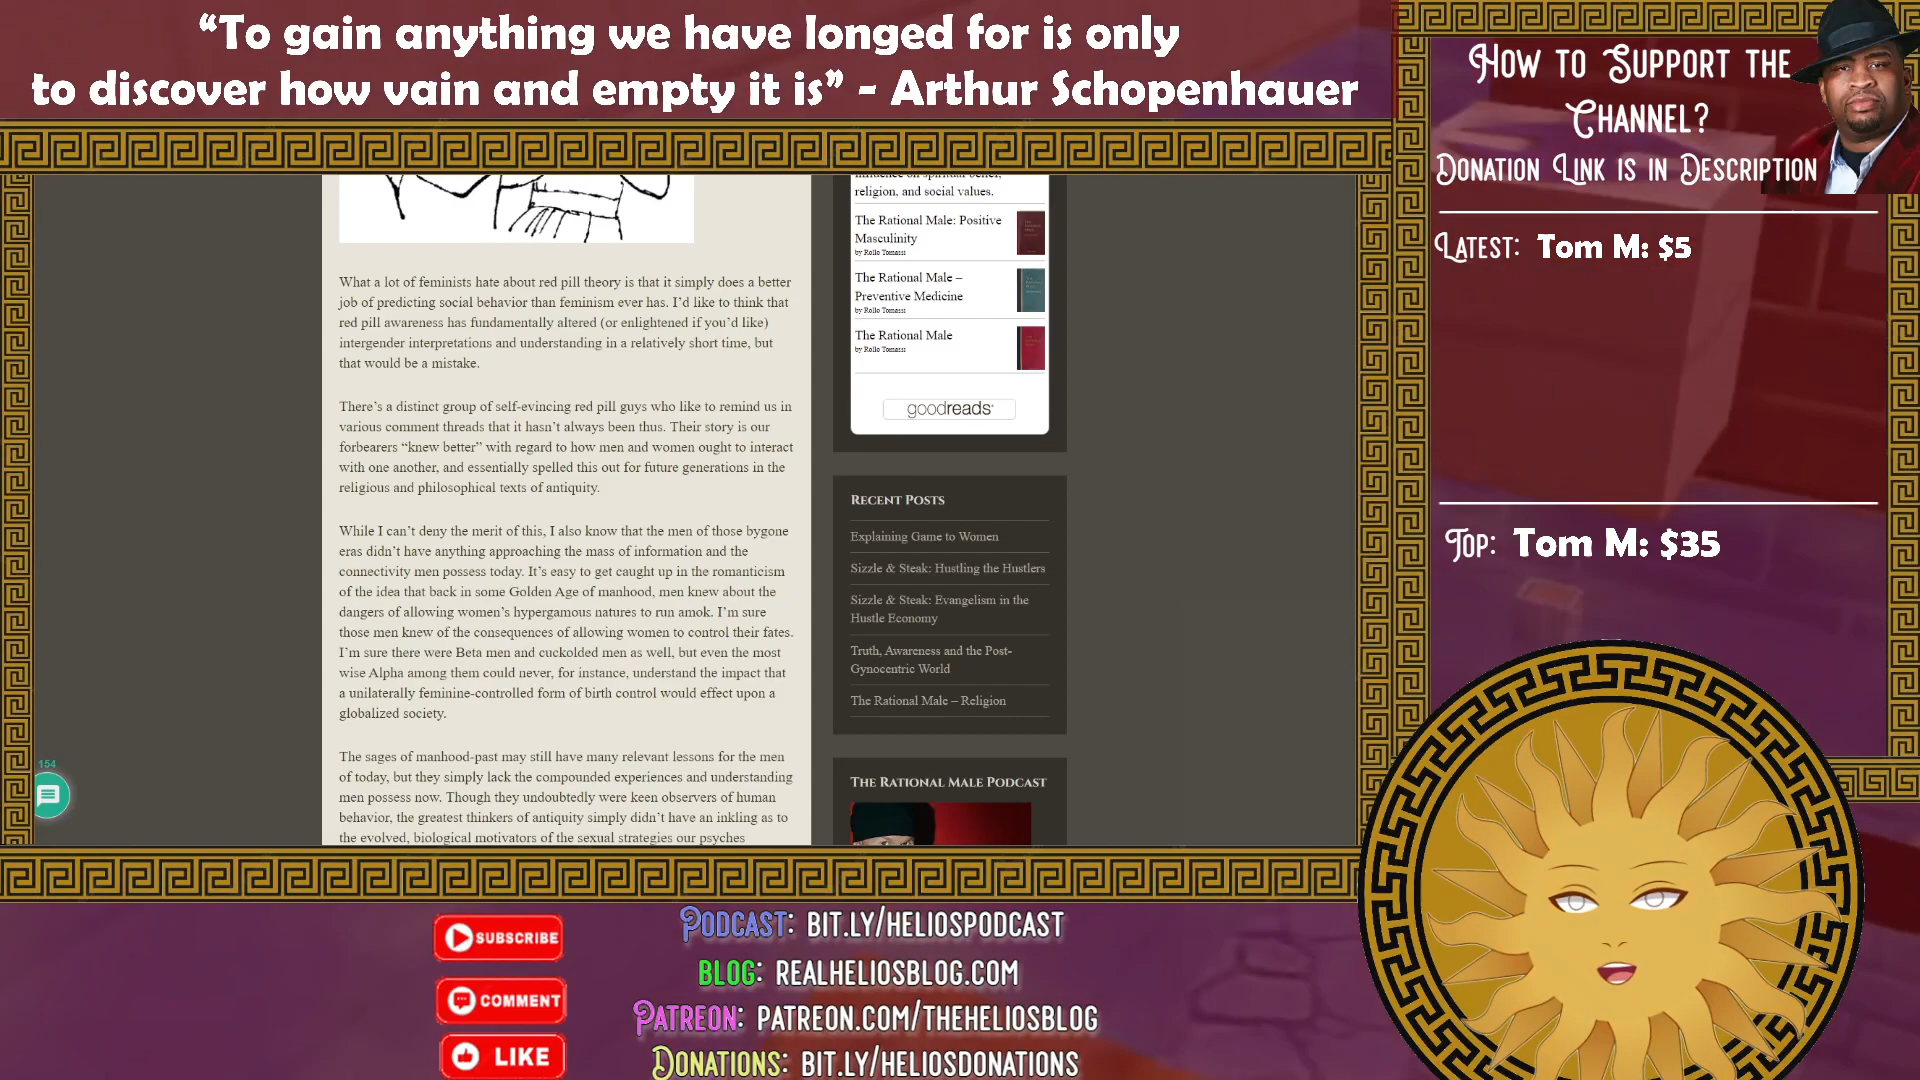 “To gain anything we have longed for is only
to discover how vain and empty it is” - Arthur Schopenhauer
How to Support the
Channel?
Donation Link is in Description
Latest: Tom M: $5
Top: Tom M: $35
What a lot of feminists hate about red pill theory is that it simply does a better
job of predicting social behavior than feminism ever has. I’d like to think that
red pill awareness has fundamentally altered (or enlightened if you’d like)
intergender interpretations and understanding in a relatively short time, but
that would be a mistake.
There’s a distinct group of self-evincing red pill guys who like to remind us in
various comment threads that it hasn’t always been thus. Their story is our
forbearers “knew better” with regard to how men and women ought to interact
with one another, and essentially spelled this out for future generations in the
religious and philosophical texts of antiquity.
While I can’t deny the merit of this, I also know that the men of those bygone
eras didn’t have anything approaching the mass of information and the
connectivity men possess today. It’s easy to get caught up in the romanticism
of the idea that back in some Golden Age of manhood, men knew about the
dangers of allowing women’s hypergamous natures to run amok. I’m sure
those men knew of the consequences of allowing women to control their fates.
I’m sure there were Beta men and cuckolded men as well, but even the most
wise Alpha among them could never, for instance, understand the impact that
a unilaterally feminine-controlled form of birth control would effect upon a
globalized society.
The sages of manhood-past may still have many relevant lessons for the men
of today, but they simply lack the compounded experiences and understanding
men possess now. Though they undoubtedly were keen observers of human
behavior, the greatest thinkers of antiquity simply didn’t have an inkling as to
the evolved, biological motivators of the sexual strategies our psyches
influence on spiritual belief,
religion, and social values.
The Rational Male: Positive
Masculinity
by Rollo Tomassi
The Rational Male –
Preventive Medicine
by Rollo Tomassi
The Rational Male
by Rollo Tomassi
goodreads
Recent Posts
Explaining Game to Women
Sizzle & Steak: Hustling the Hustlers
Sizzle & Steak: Evangelism in the
Hustle Economy
Truth, Awareness and the Post-
Gynocentric World
The Rational Male – Religion
The Rational Male Podcast
154
SUBSCRIBE
COMMENT
LIKE
Podcast: bit.ly/heliospodcast
Blog: realheliosblog.com
Patreon: patreon.com/theheliosblog
Donations: bit.ly/heliosdonations